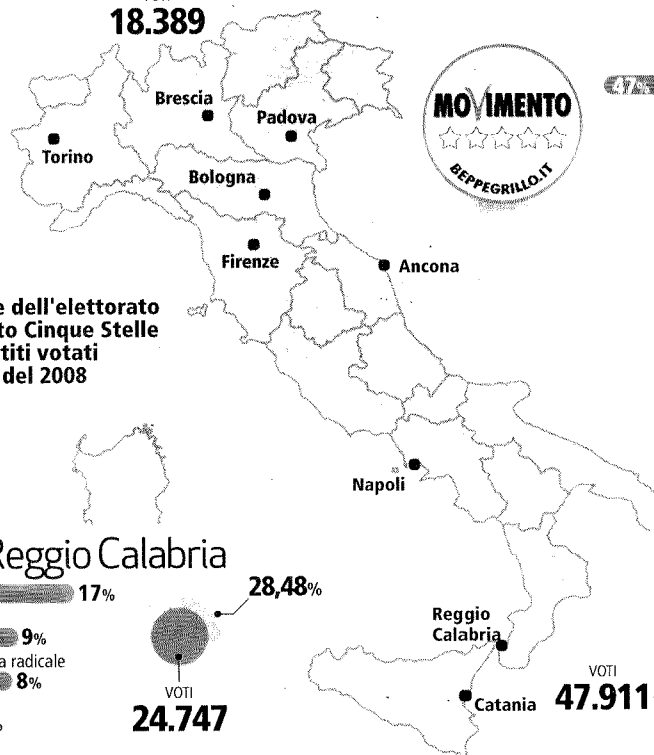 18.389
47%
MOVIMENTO
BEPPEGRILLO.IT
Brescia
Padova
Torino
Bologna
Firenze
Ancona
e dell'elettorato
to Cinque Stelle
titi votati
del 2008
Napoli
Reggio Calabria
17%
28,48%
9%
a radicale
8%
VOTI
24.747
%
Reggio
Calabria
Catania
VOTI
47.911